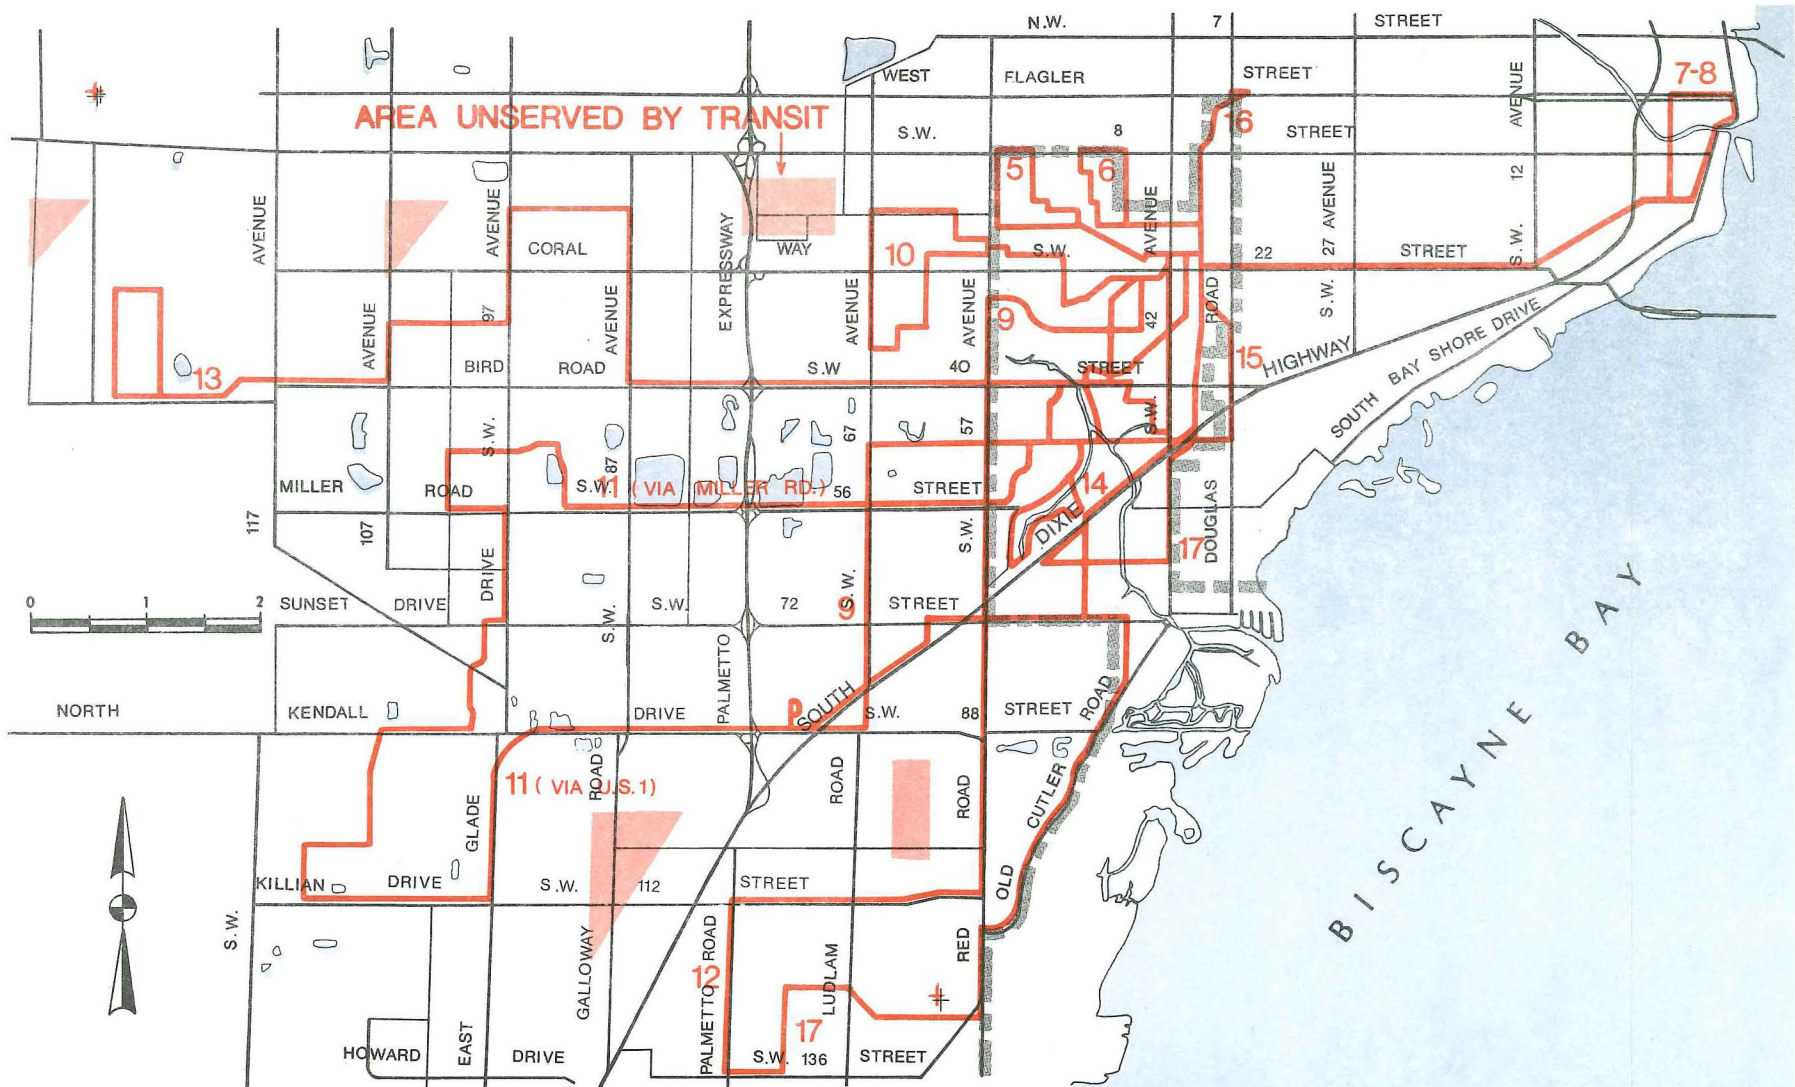 N.W. 7 STREET
WEST FLAGLER STREET
7-8
AREA UNSERVED BY TRANSIT
S.W. 8 STREET
16
AVENUE
12
S.W.
5
6
AVENUE
42
S.W.
27 AVENUE
S.W.
AVENUE
AVENUE
EXPRESSWAY
CORAL WAY
S.W. 22 STREET
10
9
AVENUE
97
S.W.
AVENUE
AVENUE
AVENUE
ROAD
SOUTH BAY SHORE DRIVE
HIGHWAY
15
13
BIRD ROAD S.W 40 STREET
67
57
87
MILLER ROAD S.W. 56 STREET
11 (VIA MILLER RD.)
14
DIXIE
DOUGLAS
17
117
107
DRIVE
S.W.
S.W.
0 1 2
SUNSET DRIVE S.W. 72 STREET
9
S.W.
PALMETTO
P
SOUTH
NORTH KENDALL DRIVE S.W. 88 STREET
ROAD
CUTLER
OLD
11 (VIA U.S.1)
ROAD
ROAD
ROAD
GLADE
KILLIAN DRIVE S.W. 112 STREET
S.W.
GALLOWAY
PALMETTO ROAD
12
LUDLAM
RED
17
EAST
HOWARD DRIVE S.W. 136 STREET
BISCAYNE BAY